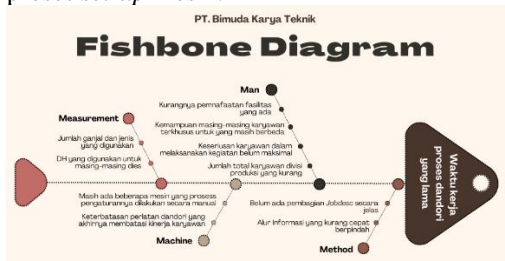 PT. Bimuda Karya Teknik
Fishbone Diagram
Man
Kurangnya pemnafaatan fasilitas
yang ada
Kemampuan masing-masing karyawan
terkhusus untuk yang masih berbeda
Keseriusan karyawan dalam
melaksanakan kegiatan belum maksimal
Jumlah total karyawan divisi
produksi yang kurang
Measurement
Jumlah ganjal dan jenis
yang digunakan
DH yang digunakan untuk
masing-masing dies
Waktu kerja
proses dandori
yang lama
Masih ada beberapa mesin yang prosess
pengaturannya dilakukan secara manual
Keterbatasan perlatan dandori yang
akhirnya membatasi kinerja karyawan
Machine
Belum ada pembagian Jobdesc secara
jelas
Alur informasi yang kurang cepat
berpindah
Method